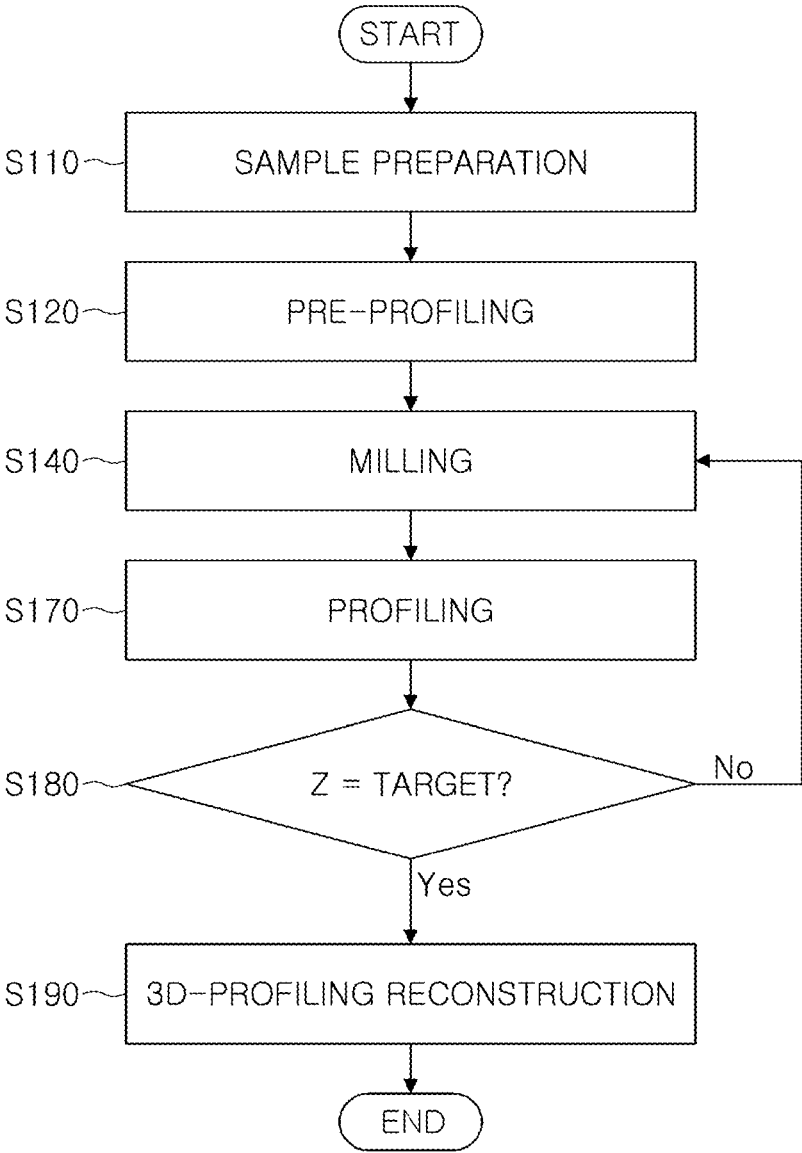 START
S110
SAMPLE PREPARATION
S120
PRE-PROFILING
S140
MILLING
S170
PROFILING
S180
Z = TARGET?
No
Yes
S190
3D-PROFILING RECONSTRUCTION
END